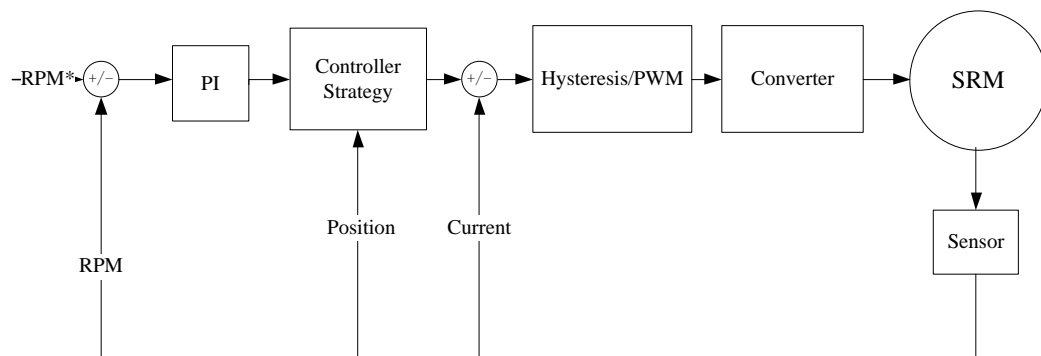 RPM*
+/−
PI
Controller
Strategy
+/−
Hysteresis/PWM
Converter
SRM
Position
Current
Sensor
RPM